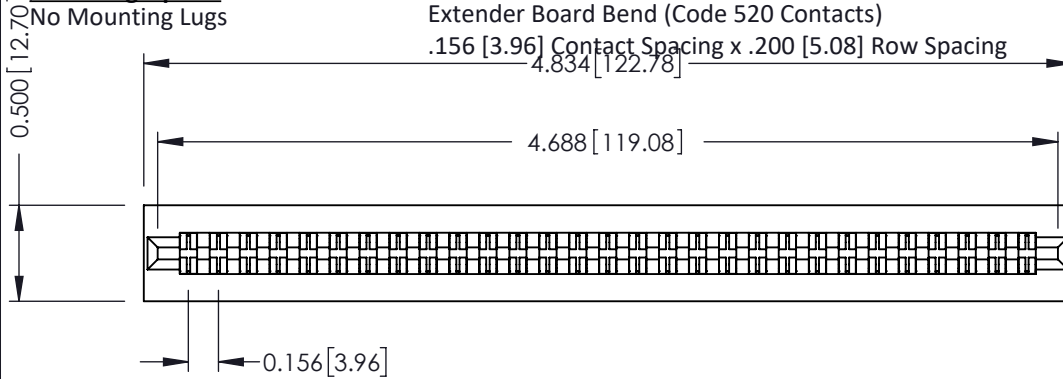 No Mounting Lugs
Extender Board Bend (Code 520 Contacts)
.156 [3.96] Contact Spacing x .200 [5.08] Row Spacing
4.834[122.78]
0.500 [12.70]
4.688[119.08]
0.156[3.96]